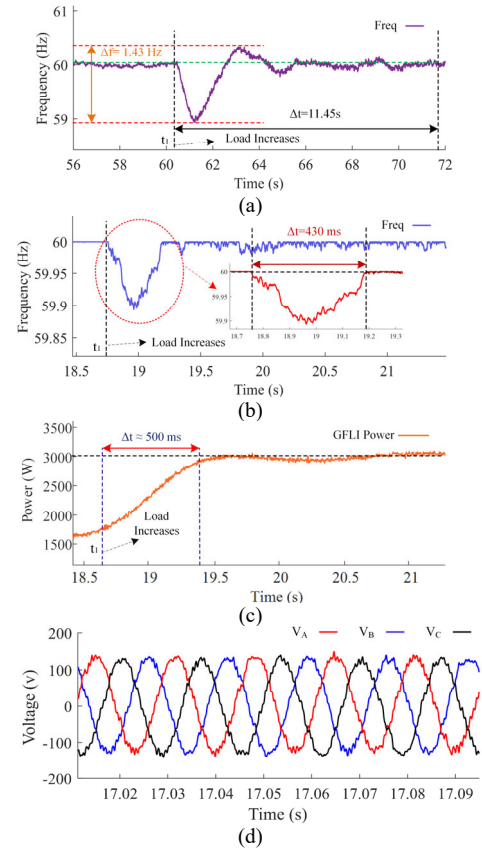 61
Freq
Δf= 1.43 Hz
60
Frequency (Hz)
Δt=11.45s
59
t₁
Load Increases
56 58 60 62 64 66 68 70 72
Time (s)
(a)
Δt=430 ms
Freq
60
59.95
59.9
59.85
Frequency (Hz)
60
59.95
59.9
18.7 18.8 18.9 19 19.1 19.2 19.3
t₁
Load Increases
18.5 19 19.5 20 20.5 21
Time (s)
(b)
3500
Δt ≈ 500 ms
GFLI Power
3000
2500
2000
1500
Power (W)
Load
Increases
t₁
18.5 19 19.5 20 20.5 21
Time (s)
(c)
V_A V_B V_C
200
100
0
-100
-200
Voltage (v)
17.02 17.03 17.04 17.05 17.06 17.07 17.08 17.09
Time (s)
(d)